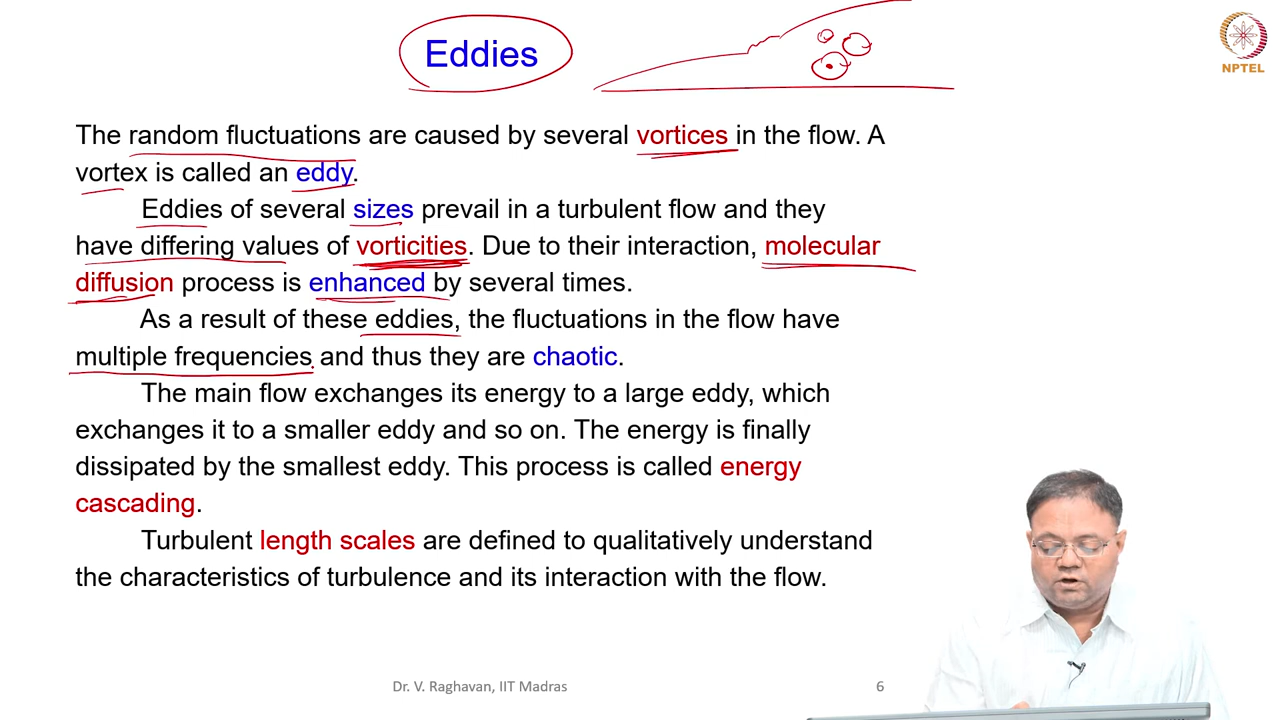 Eddies
NPTEL
The random fluctuations are caused by several vortices in the flow. A
vortex is called an eddy.
Eddies of several sizes prevail in a turbulent flow and they
have differing values of vorticities. Due to their interaction, molecular
diffusion process is enhanced by several times.
As a result of these eddies, the fluctuations in the flow have
multiple frequencies and thus they are chaotic.
The main flow exchanges its energy to a large eddy, which
exchanges it to a smaller eddy and so on. The energy is finally
dissipated by the smallest eddy. This process is called energy
cascading.
Turbulent length scales are defined to qualitatively understand
the characteristics of turbulence and its interaction with the flow.
Dr. V. Raghavan, IIT Madras
6